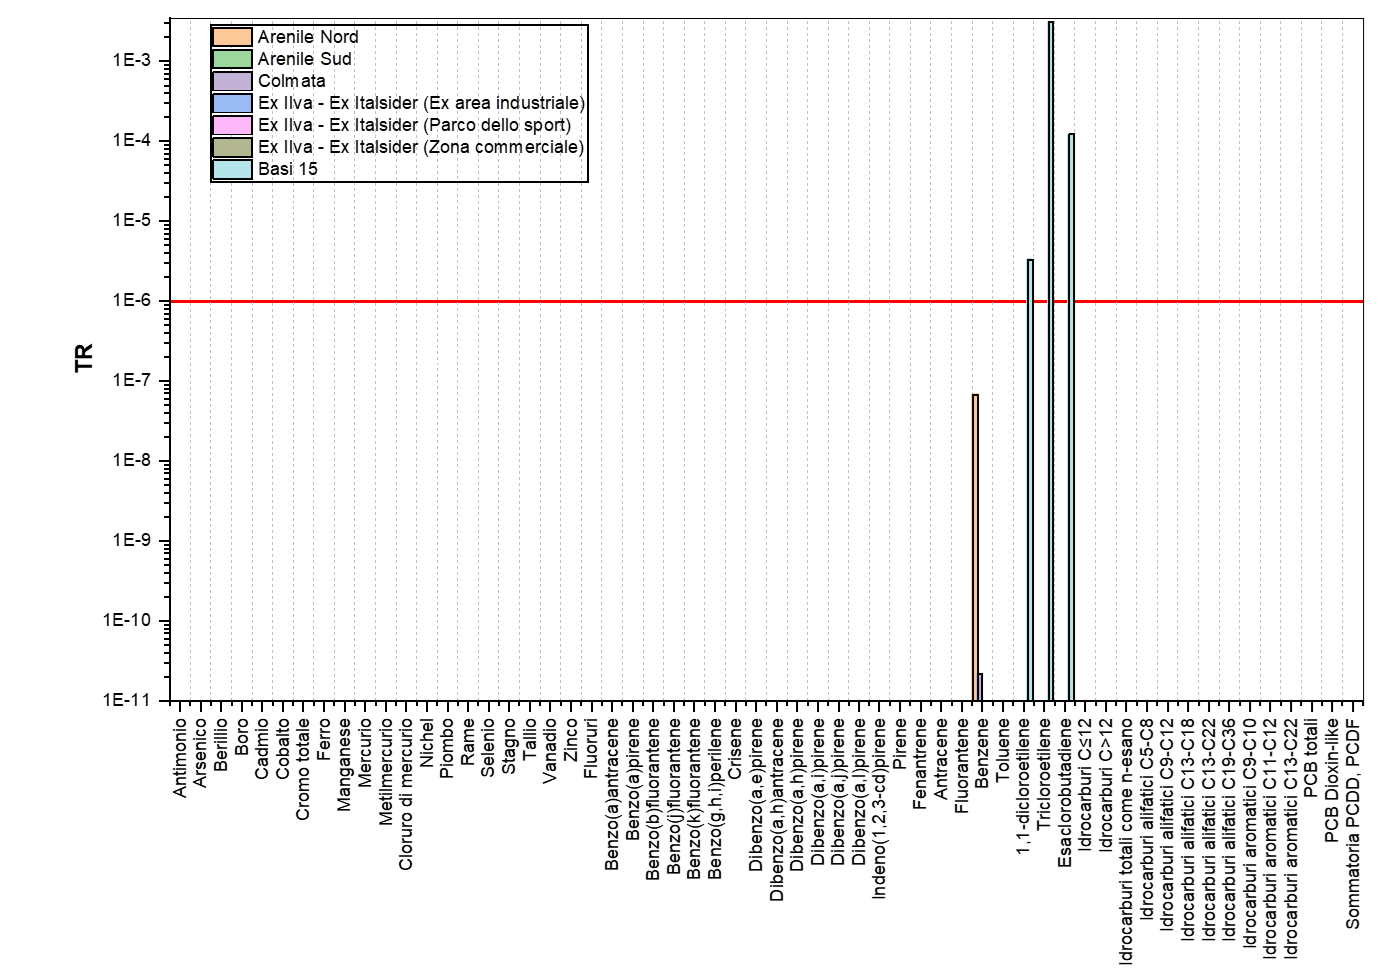 Arenile Nord
Arenile Sud
Colmata
Ex Ilva - Ex Italsider (Ex area industriale)
Ex Ilva - Ex Italsider (Parco dello sport)
Ex Ilva - Ex Italsider (Zona commerciale)
Basi 15
1E-3
1E-4
1E-5
1E-6
1E-7
1E-8
1E-9
1E-10
1E-11
TR
Antimonio
Arsenico
Berillio
Boro
Cadmio
Cobalto
Cromo totale
Ferro
Manganese
Mercurio
Metilmercurio
Cloruro di mercurio
Nichel
Piombo
Rame
Selenio
Stagno
Tallio
Vanadio
Zinco
Fluoruri
Benzo(a)antracene
Benzo(a)pirene
Benzo(b)fluorantene
Benzo(j)fluorantene
Benzo(k)fluorantene
Benzo(g,h,i)perilene
Crisene
Dibenzo(a,e)pirene
Dibenzo(a,h)antracene
Dibenzo(a,h)pirene
Dibenzo(a,i)pirene
Dibenzo(a,j)pirene
Dibenzo(a,l)pirene
Indeno(1,2,3-cd)pirene
Pirene
Fenantrene
Antracene
Fluorantene
Benzene
Toluene
1,1-dicloroetilene
Tricloroetilene
Esaclorobutadiene
Idrocarburi C≤12
Idrocarburi C>12
Idrocarburi totali come n-esano
Idrocarburi alifatici C5-C8
Idrocarburi alifatici C9-C12
Idrocarburi alifatici C13-C18
Idrocarburi alifatici C13-C22
Idrocarburi alifatici C19-C36
Idrocarburi aromatici C9-C10
Idrocarburi aromatici C11-C12
Idrocarburi aromatici C13-C22
PCB totali
PCB Dioxin-like
Sommatoria PCDD, PCDF